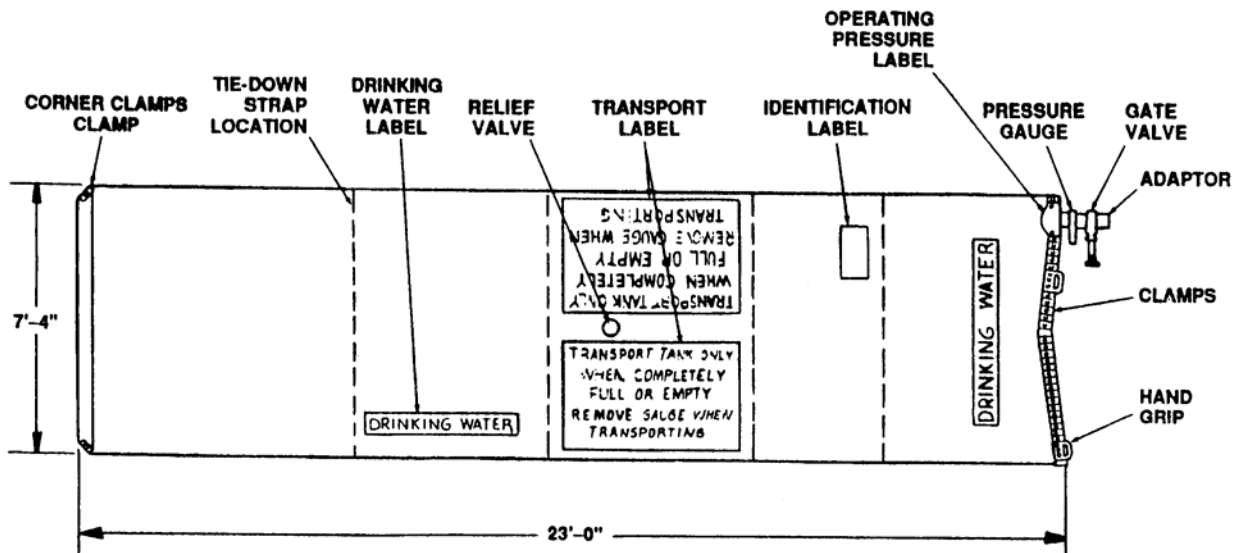 OPERATING
PRESSURE
LABEL
CORNER CLAMPS
CLAMP
TIE-DOWN
STRAP
LOCATION
DRINKING
WATER
LABEL
RELIEF
VALVE
TRANSPORT
LABEL
IDENTIFICATION
LABEL
PRESSURE
GAUGE
GATE
VALVE
ADAPTOR
TRANSPORT TANK ONLY
WHEN COMPLETELY
FULL OR EMPTY
REMOVE GAUGE WHEN
TRANSPORTING
7'-4"
TRANSPORT TANK ONLY
WHEN COMPLETELY
FULL OR EMPTY
REMOVE GAUGE WHEN
TRANSPORTING
DRINKING WATER
DRINKING WATER
CLAMPS
HAND
GRIP
23'-0"